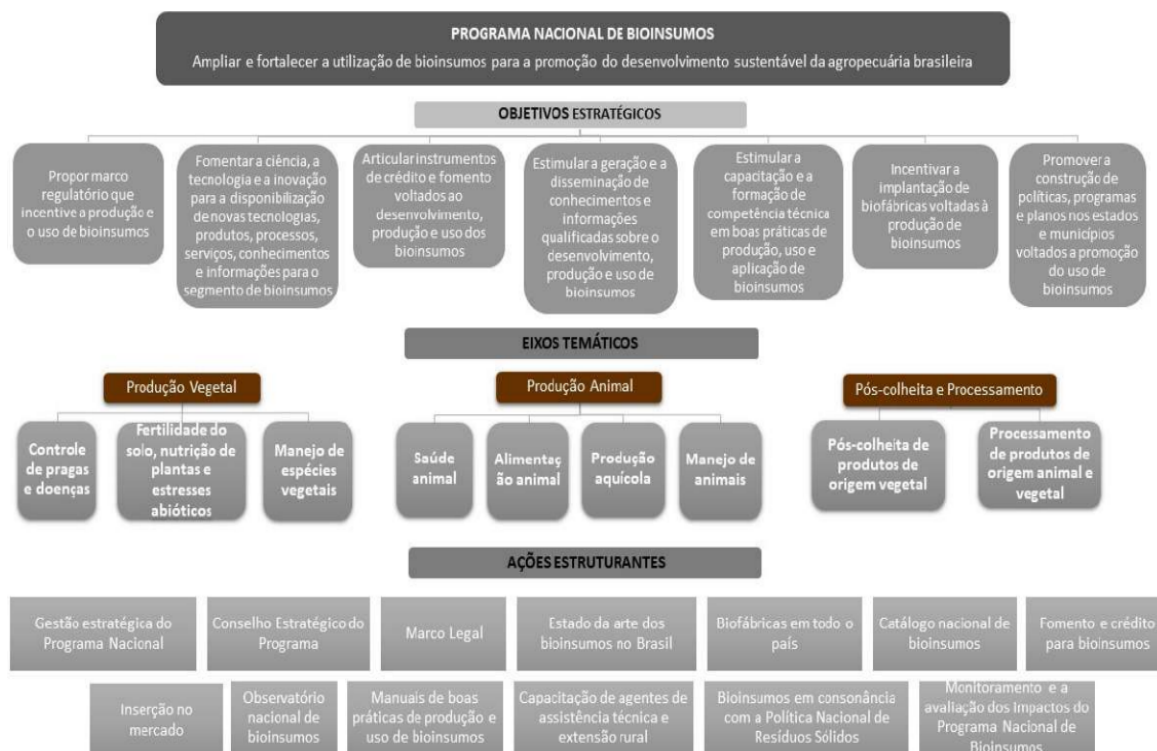 PROGRAMA NACIONAL DE BIOINSUMOS
Ampliar e fortalecer a utilização de bioinsumos para a promoção do desenvolvimento sustentável da agropecuária brasileira
OBJETIVOS ESTRATÉGICOS
Propor marco
regulatório que
incentive a produção e
o uso de bioinsumos
Fomentar a ciência, a
tecnologia e a inovação
para a disponibilização
de novas tecnologias,
produtos, processos,
serviços, conhecimentos
e informações para o
segmento de bioinsumos
Articular instrumentos
de crédito e fomento
voltados ao
desenvolvimento,
produção e uso dos
bioinsumos
Estimular a geração e a
disseminação de
conhecimentos e
informações
qualificadas sobre o
desenvolvimento,
produção e uso de
bioinsumos
Estimular a
capacitação e a
formação de
competência técnica
em boas práticas de
produção, uso e
aplicação de
bioinsumos
Incentivar a
implantação de
biofábricas voltadas à
produção de
bioinsumos
Promover a
construção de
políticas, programas
e planos nos estados
e municípios
voltados a promoção
do uso de
bioinsumos
EIXOS TEMÁTICOS
Produção Vegetal
Controle
de pragas
e doenças
Fertilidade do
solo, nutrição de
plantas e
estresses
abióticos
Manejo de
espécies
vegetais
Produção Animal
Saúde
animal
Alimentaç
ão animal
Produção
aquícola
Manejo de
animais
Pós-colheita e Processamento
Pós-colheita de
produtos de
origem vegetal
Processamento
de produtos de
origem animal e
vegetal
AÇÕES ESTRUTURANTES
Gestão estratégica do
Programa Nacional
Conselho Estratégico do
Programa
Marco Legal
Estado da arte dos
bioinsumos no Brasil
Biofábricas em todo o
país
Catálogo nacional de
bioinsumos
Fomento e crédito
para bioinsumos
Inserção no
mercado
Observatório
nacional de
bioinsumos
Manuais de boas
práticas de produção e
uso de bioinsumos
Capacitação de agentes de
assistência técnica e
extensão rural
Bioinsumos em consonância
com a Política Nacional de
Resíduos Sólidos
Monitoramento e a
avaliação dos Impactos do
Programa Nacional de
Bioinsumos